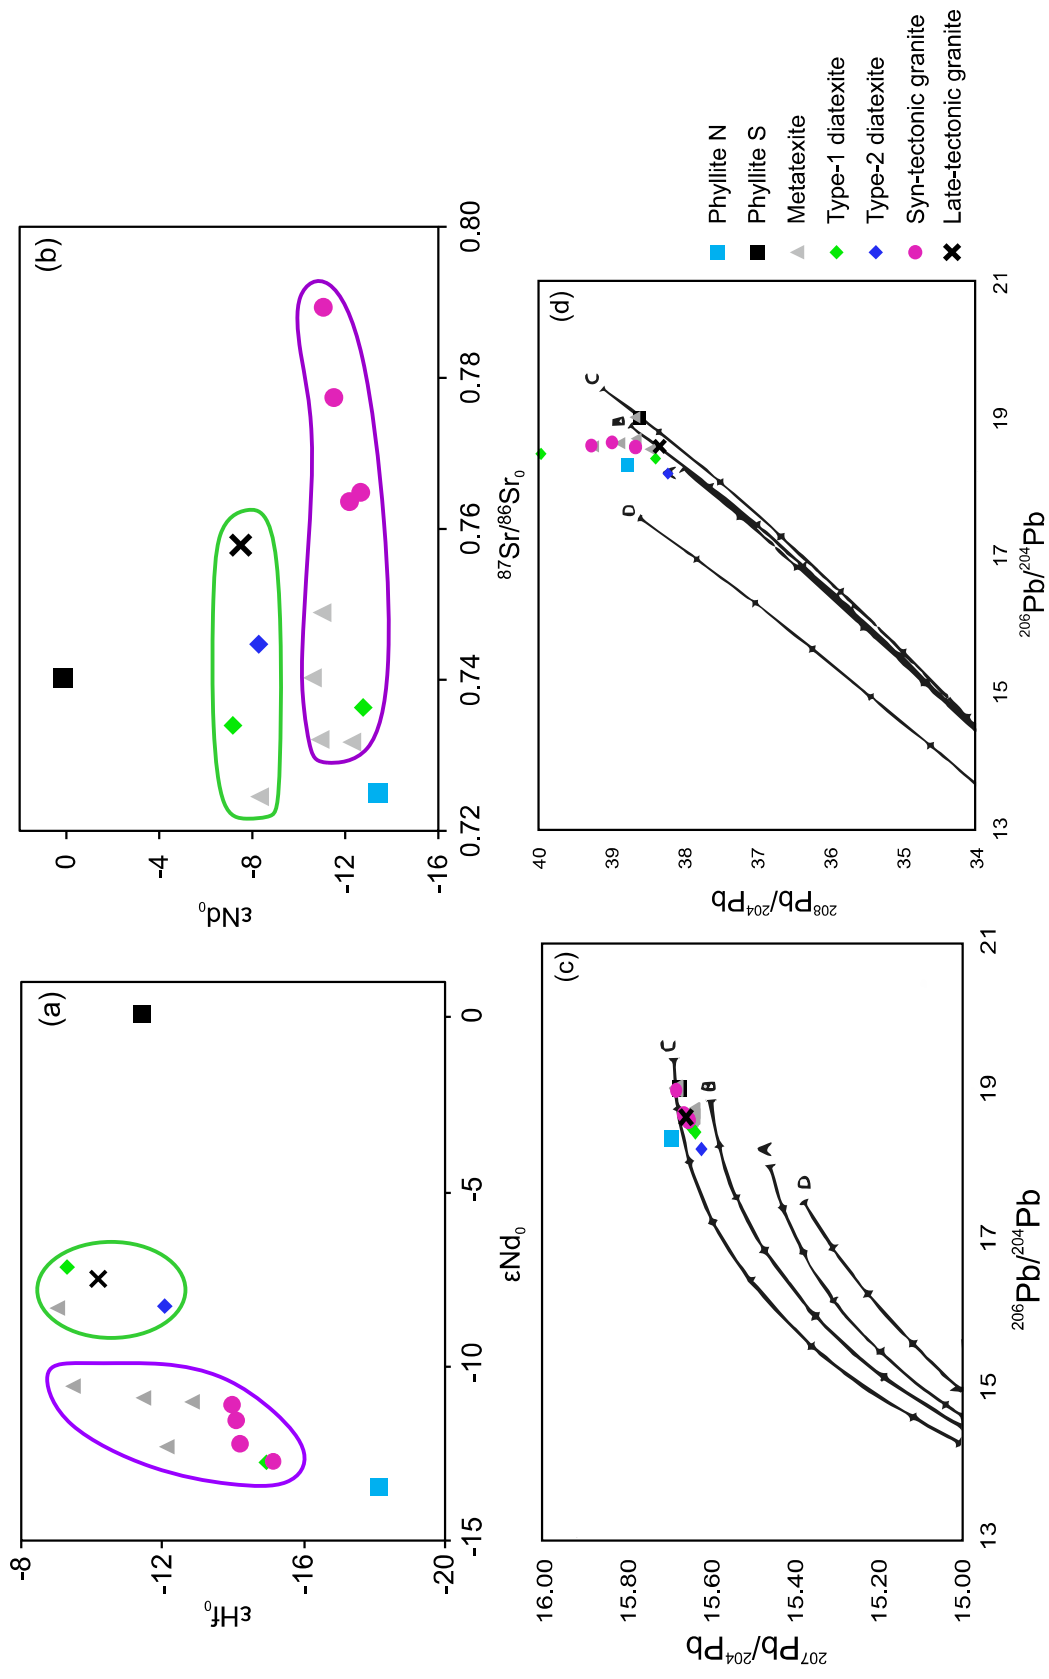 (a)
-8
-12
-16
-20
εHf₀
-15
-10
-5
0
εNd₀
(b)
0
-4
-8
-12
-16
εNd₀
0.72
0.74
0.76
0.78
0.80
⁸⁷Sr/⁸⁶Sr₀
(c)
16.00
15.80
15.60
15.40
15.20
15.00
²⁰⁷Pb/²⁰⁴Pb
13
15
17
19
21
²⁰⁶Pb/²⁰⁴Pb
C
B
A
D
(d)
40
39
38
37
36
35
34
²⁰⁸Pb/²⁰⁴Pb
13
15
17
19
21
²⁰⁶Pb/²⁰⁴Pb
C
B
A
D
Phyllite N
Phyllite S
Metatexite
Type-1 diatexite
Type-2 diatexite
Syn-tectonic granite
Late-tectonic granite